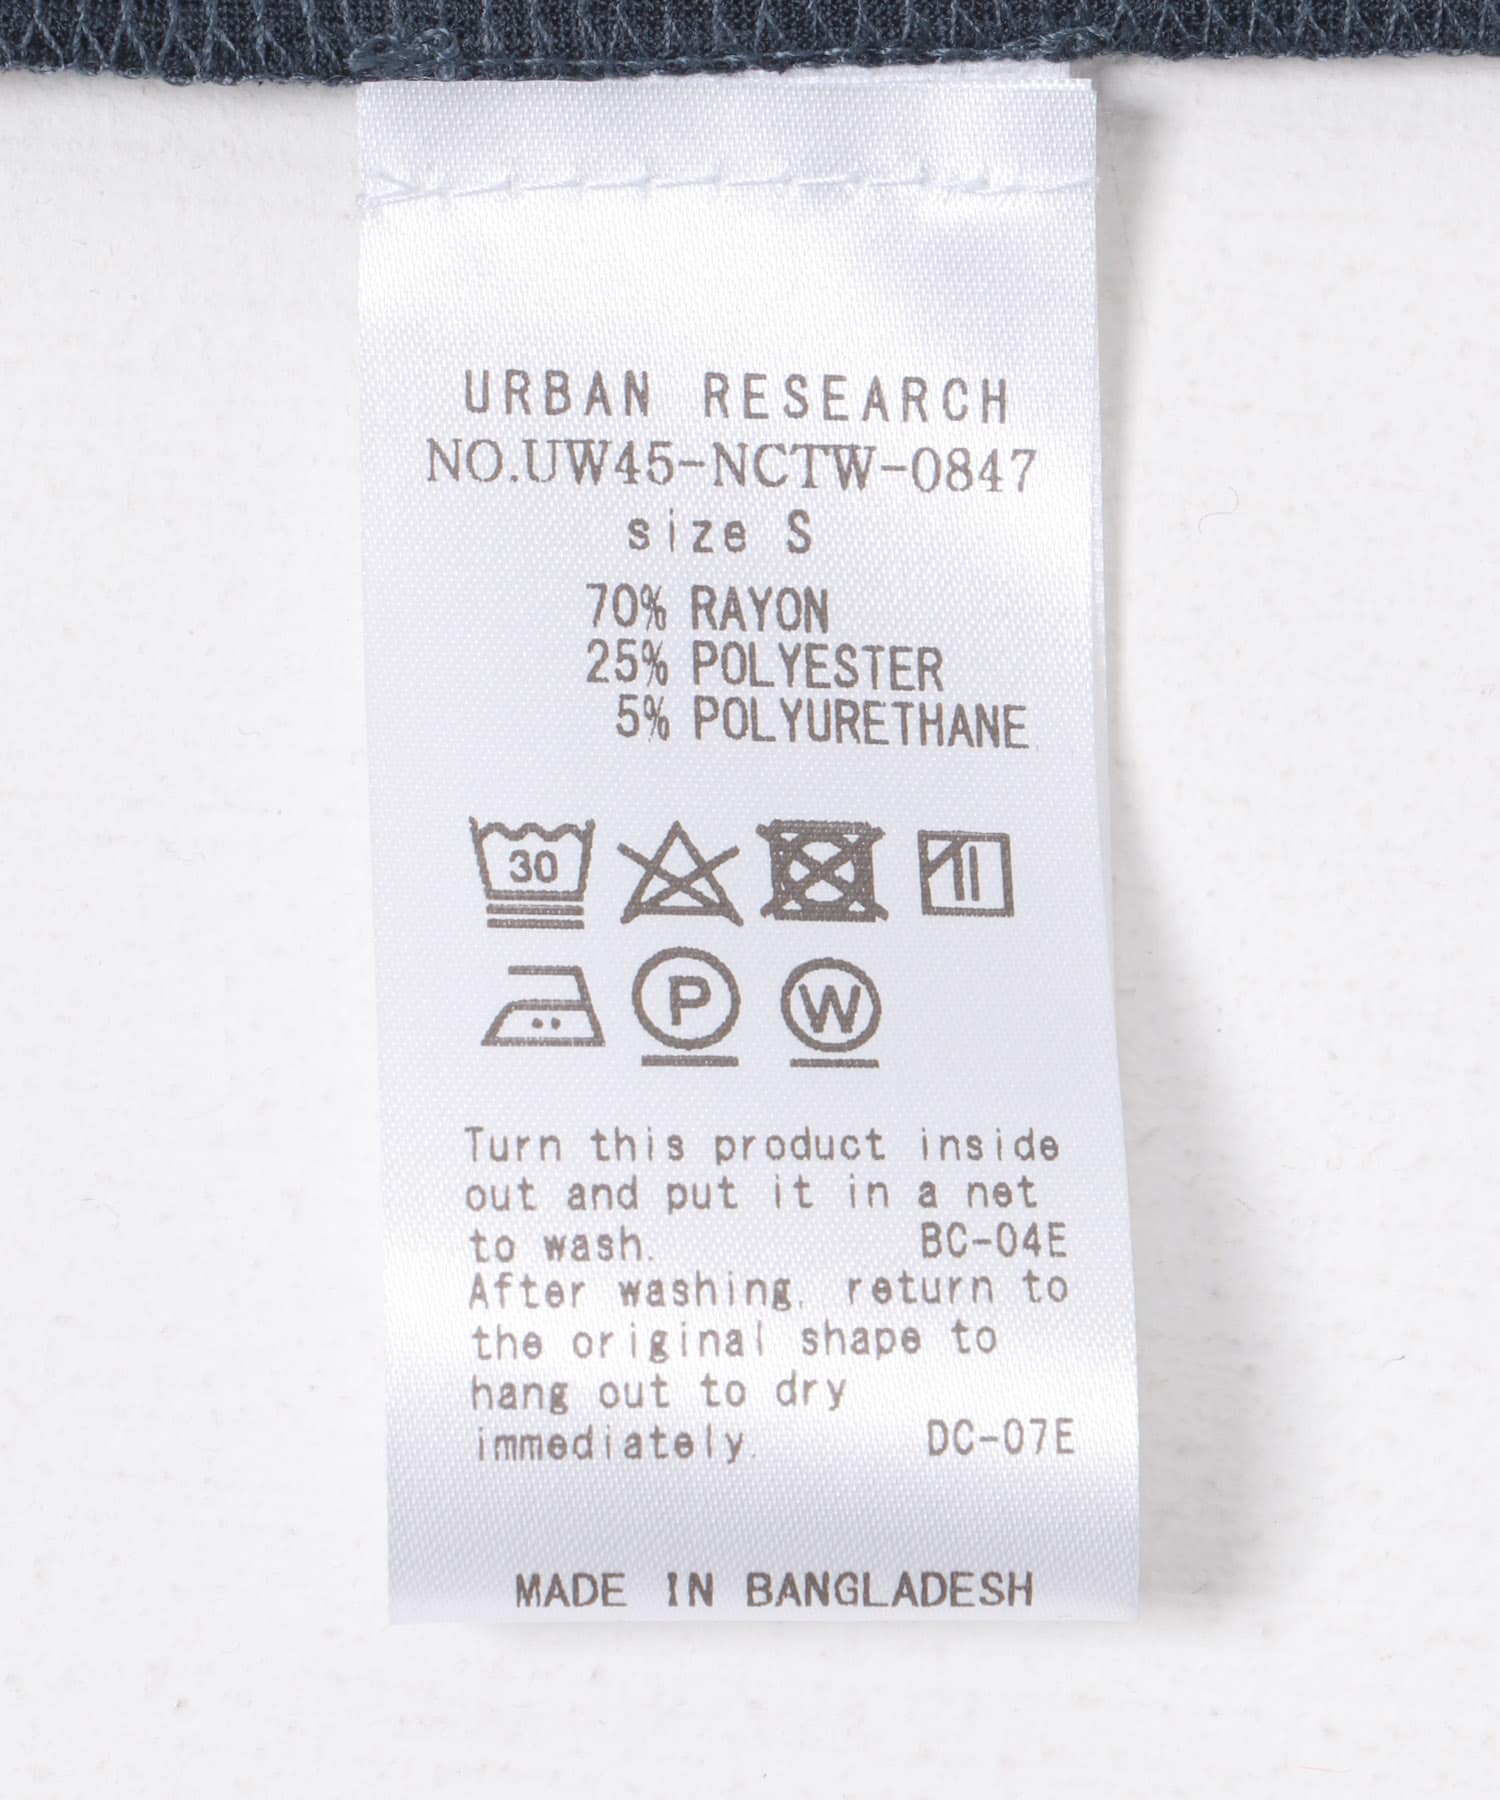 URBAN RESEARCH
NO.UW45-NCTW-0847
size S
70% RAYON
25% POLYESTER
5% POLYURETHANE
30
P W
Turn this product inside
out and put it in a net
to wash. BC-04E
After washing, return to
the original shape to
hang out to dry
immediately. DC-07E
MADE IN BANGLADESH